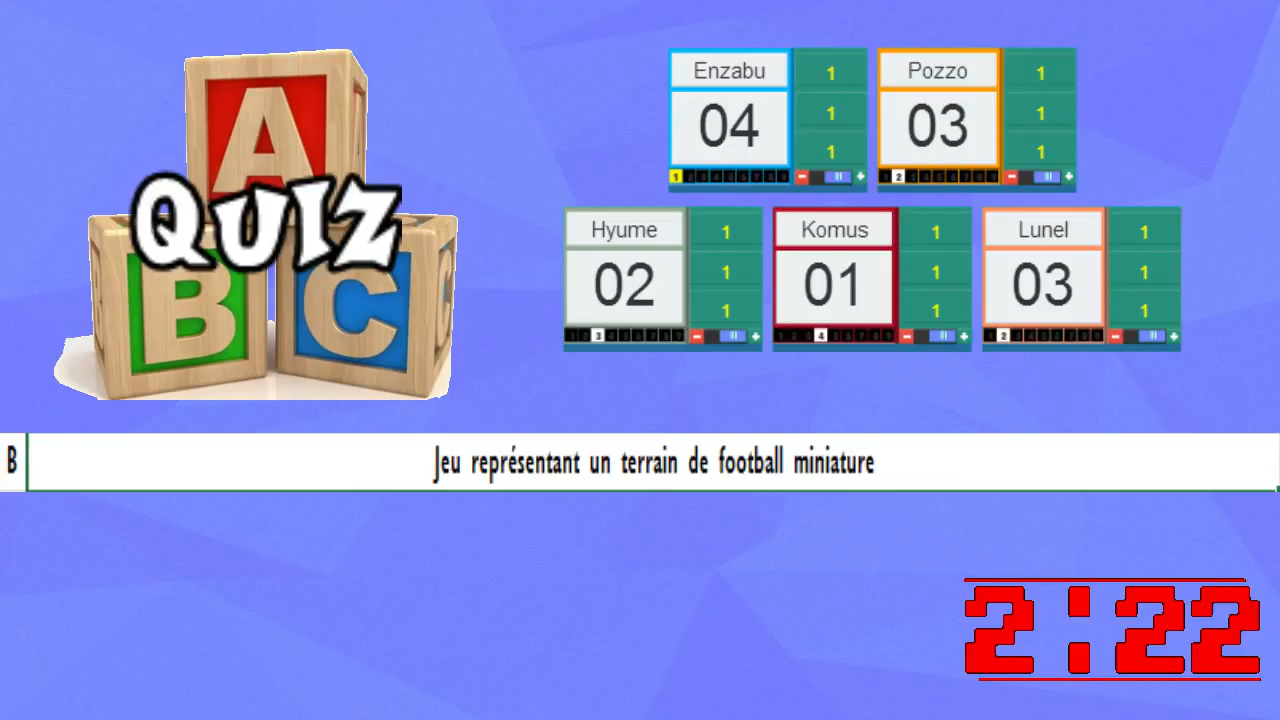 A
QUIZ
B C
Enzabu 1
04 1
1
Pozzo 1
03 1
1
Hyume 1
02 1
1
Komus 1
01 1
1
Lunel 1
03 1
1
B Jeu représentant un terrain de football miniature
2:22